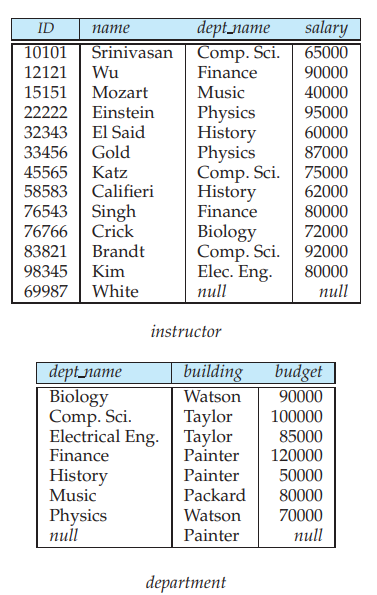 ID name dept_name salary
10101 Srinivasan Comp. Sci. 65000
12121 Wu Finance 90000
15151 Mozart Music 40000
22222 Einstein Physics 95000
32343 El Said History 60000
33456 Gold Physics 87000
45565 Katz Comp. Sci. 75000
58583 Califieri History 62000
76543 Singh Finance 80000
76766 Crick Biology 72000
83821 Brandt Comp. Sci. 92000
98345 Kim Elec. Eng. 80000
69987 White null null
instructor
dept_name building budget
Biology Watson 90000
Comp. Sci. Taylor 100000
Electrical Eng. Taylor 85000
Finance Painter 120000
History Painter 50000
Music Packard 80000
Physics Watson 70000
null Painter null
department